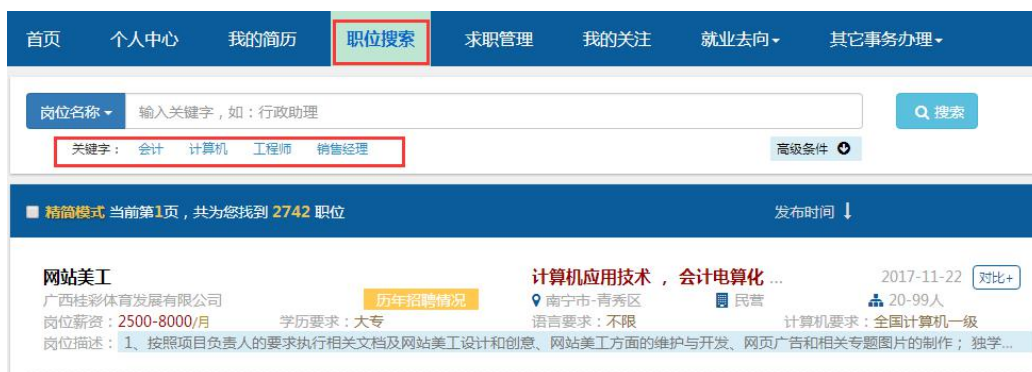 首页 个人中心 我的简历 职位搜索 求职管理 我的关注 就业去向 其它事务办理
岗位名称 输入关键字，如：行政助理 搜索
关键字： 会计 计算机 工程师 销售经理 高级条件
精简模式 当前第1页，共为您找到 2742 职位 发布时间
网站美工 计算机应用技术 ， 会计电算化 ... 2017-11-22 对比+
广西桂彩体育发展有限公司 历年招聘情况 南宁市-青秀区 民营 20-99人
岗位薪资：2500-8000/月 学历要求：大专 语言要求：不限 计算机要求：全国计算机一级
岗位描述： 1、按照项目负责人的要求执行相关文档及网站美工设计和创意、网站美工方面的维护与开发、网页广告和相关专题图片的制作； 独学...